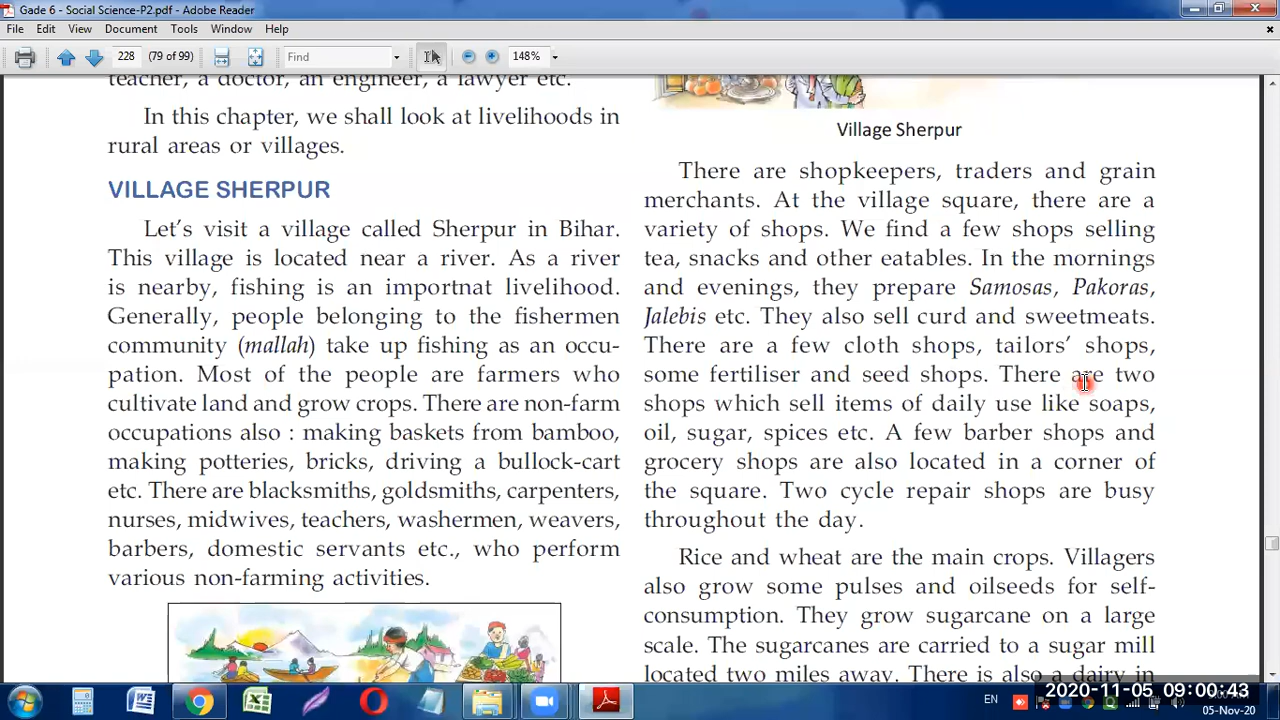 Gade 6 - Social Science-P2.pdf - Adobe Reader
File Edit View Document Tools Window Help
228 (79 of 99) Find 148%
teacher, a doctor, an engineer, a lawyer etc.
In this chapter, we shall look at livelihoods in
rural areas or villages.
VILLAGE SHERPUR
Let's visit a village called Sherpur in Bihar.
This village is located near a river. As a river
is nearby, fishing is an importnat livelihood.
Generally, people belonging to the fishermen
community (mallah) take up fishing as an occu-
pation. Most of the people are farmers who
cultivate land and grow crops. There are non-farm
occupations also : making baskets from bamboo,
making potteries, bricks, driving a bullock-cart
etc. There are blacksmiths, goldsmiths, carpenters,
nurses, midwives, teachers, washermen, weavers,
barbers, domestic servants etc., who perform
various non-farming activities.
Village Sherpur
There are shopkeepers, traders and grain
merchants. At the village square, there are a
variety of shops. We find a few shops selling
tea, snacks and other eatables. In the mornings
and evenings, they prepare Samosas, Pakoras,
Jalebis etc. They also sell curd and sweetmeats.
There are a few cloth shops, tailors' shops,
some fertiliser and seed shops. There are two
shops which sell items of daily use like soaps,
oil, sugar, spices etc. A few barber shops and
grocery shops are also located in a corner of
the square. Two cycle repair shops are busy
throughout the day.
Rice and wheat are the main crops. Villagers
also grow some pulses and oilseeds for self-
consumption. They grow sugarcane on a large
scale. The sugarcanes are carried to a sugar mill
located two miles away. There is also a dairy in
EN
2020-11-05 09:00:43
05-Nov-20